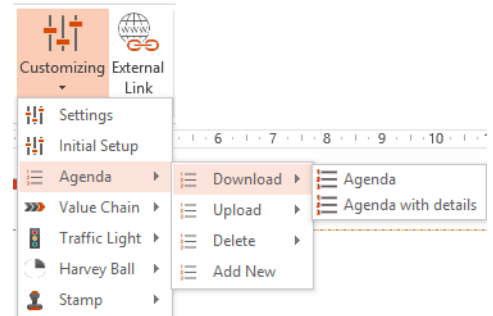 Customizing External
Link
Settings
Initial Setup
6 7 8 9 10
Agenda Download Agenda
Value Chain Upload Agenda with details
Traffic Light Delete
Harvey Ball Add New
Stamp